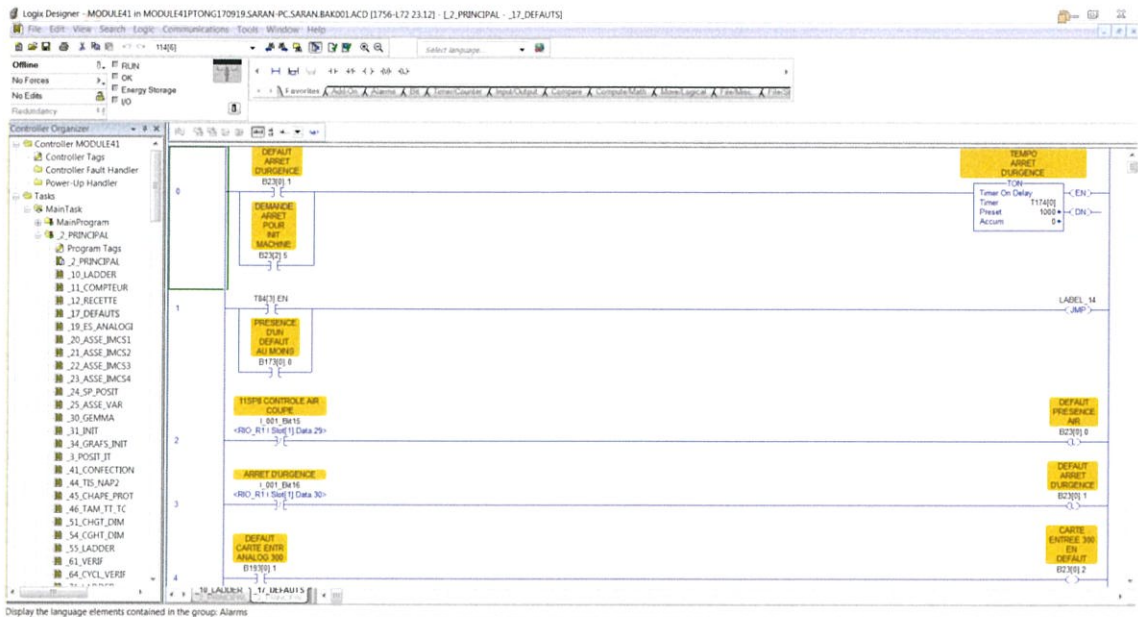 Logix Designer - MODULE41 in MODULE41PTONG170919.SARAN-PC.SARAN.BAK001.ACD [1756-L72 23.12] - [_2_PRINCIPAL - _17_DEFAUTS]
File Edit View Search Logic Communications Tools Window Help
114[6]
Select language...
Offline
RUN
No Forces
OK
No Edits
Energy Storage
I/O
Redundancy
Favorites Add-On Alarms Bit Timer/Counter Input/Output Compare Compute/Math Move/Logical File/Misc.
Controller Organizer
Controller MODULE41
Controller Tags
Controller Fault Handler
Power-Up Handler
Tasks
MainTask
MainProgram
_2_PRINCIPAL
Program Tags
_2_PRINCIPAL
_10_LADDER
_11_COMPTEUR
_12_RECETTE
_17_DEFAUTS
_19_ES_ANALOGI
_20_ASSE_IMCS1
_21_ASSE_IMCS2
_22_ASSE_IMCS3
_23_ASSE_IMCS4
_24_SP_POSIT
_25_ASSE_VAR
_30_GEMMA
_31_INIT
_34_GRAFS_INIT
_3_POSIT_IT
_41_CONFECTION
_44_TIS_NAP2
_45_CHAPE_PROT
_46_TAM_TT_TC
_51_CHGT_DIM
_54_CGHT_DIM
_55_LADDER
_61_VERIF
_64_CYCL_VERIF
0
DEFAUT
ARRET
D'URGENCE
B23[0].1
DEMANDE
ARRET
POUR
INIT
MACHINE
B23[2].5
TEMPO
ARRET
D'URGENCE
TON
Timer On Delay
EN
Timer T174[0]
Preset 1000
DN
Accum 0
1
T84[3].EN
PRESENCE
D'UN
DEFAUT
AU MOINS
B173[0].0
LABEL_14
JMP
2
11SP8 CONTROLE AIR
COUPE
I_001_Bit15
<RIO_R1:I.Slot[1].Data.29>
DEFAUT
PRESENCE
AIR
B23[0].0
L
3
ARRET D'URGENCE
I_001_Bit16
<RIO_R1:I.Slot[1].Data.30>
DEFAUT
ARRET
D'URGENCE
B23[0].1
L
4
DEFAUT
CARTE ENTR
ANALOG 300
B193[0].1
CARTE
ENTREE 300
EN
DEFAUT
B23[0].2
_10_LADDER _17_DEFAUTS
Display the language elements contained in the group: Alarms